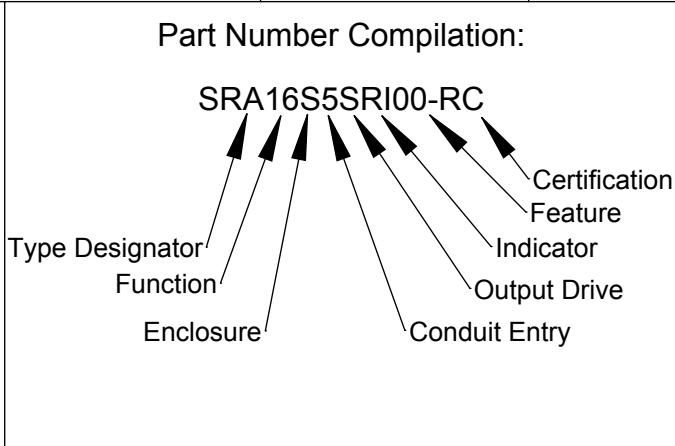 Part Number Compilation:
SRA16S5SRI00-RC
Certification
Feature
Type Designator
Indicator
Function
Output Drive
Enclosure
Conduit Entry